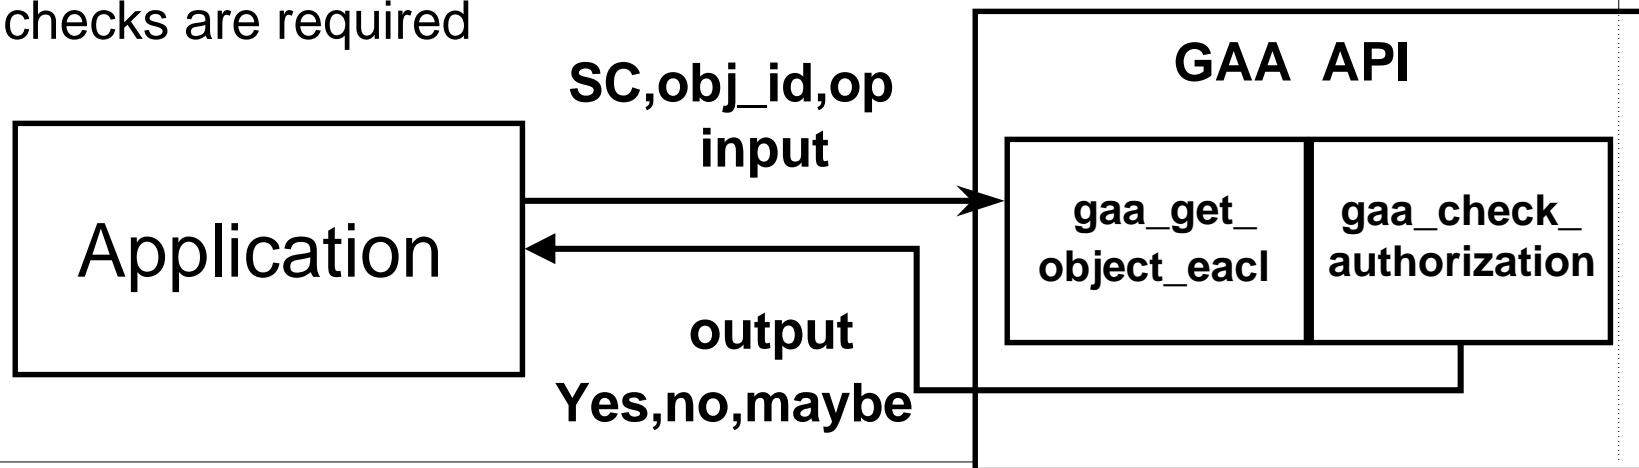 checks are required
SC,obj_id,op
input
GAA API
Application
gaa_get_
object_eacl
gaa_check_
authorization
output
Yes,no,maybe